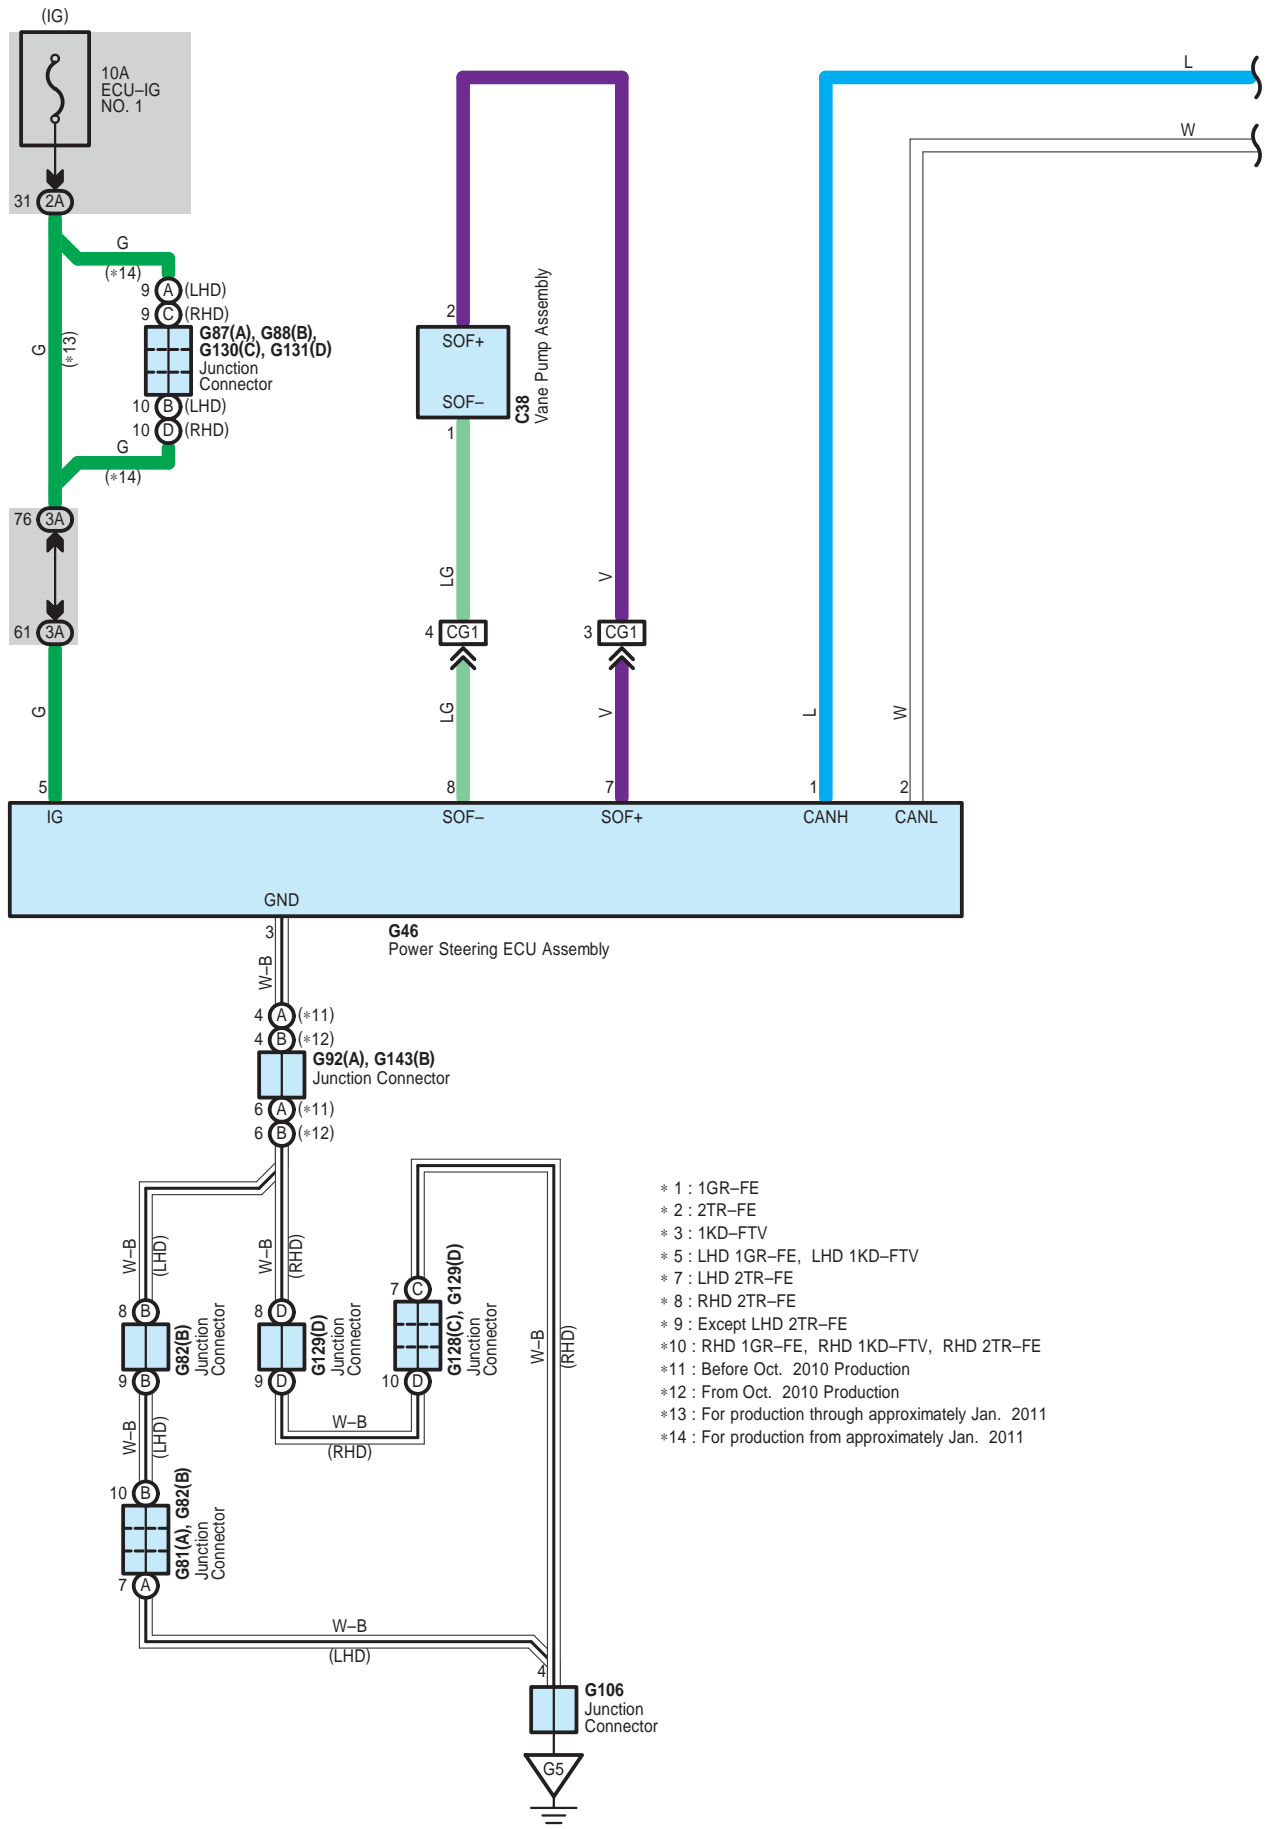 (IG)
10A
ECU–IG
NO. 1
31 2A
L
W
G
(*14)
9 A (LHD)
9 C (RHD)
G87(A), G88(B),
G130(C), G131(D)
Junction
Connector
G
(*13)
10 B (LHD)
10 D (RHD)
G
(*14)
76 3A
61 3A
G
5
IG
2
SOF+
SOF–
1
C38
Vane Pump Assembly
LG
V
4 CG1
3 CG1
LG
V
L
W
8
7
1
2
SOF–
SOF+
CANH
CANL
GND
3
G46
Power Steering ECU Assembly
W–B
4 A (*11)
4 B (*12)
G92(A), G143(B)
Junction Connector
6 A (*11)
6 B (*12)
W–B
(LHD)
W–B
(RHD)
8 B
G82(B)
Junction
Connector
9 B
8 D
G129(D)
Junction
Connector
9 D
7 C
G128(C), G129(D)
Junction
Connector
10 D
W–B
(RHD)
W–B
(RHD)
W–B
(LHD)
10 B
G81(A), G82(B)
Junction
Connector
7 A
W–B
(LHD)
4
G106
Junction
Connector
G5
* 1 : 1GR–FE
* 2 : 2TR–FE
* 3 : 1KD–FTV
* 5 : LHD 1GR–FE, LHD 1KD–FTV
* 7 : LHD 2TR–FE
* 8 : RHD 2TR–FE
* 9 : Except LHD 2TR–FE
*10 : RHD 1GR–FE, RHD 1KD–FTV, RHD 2TR–FE
*11 : Before Oct. 2010 Production
*12 : From Oct. 2010 Production
*13 : For production through approximately Jan. 2011
*14 : For production from approximately Jan. 2011